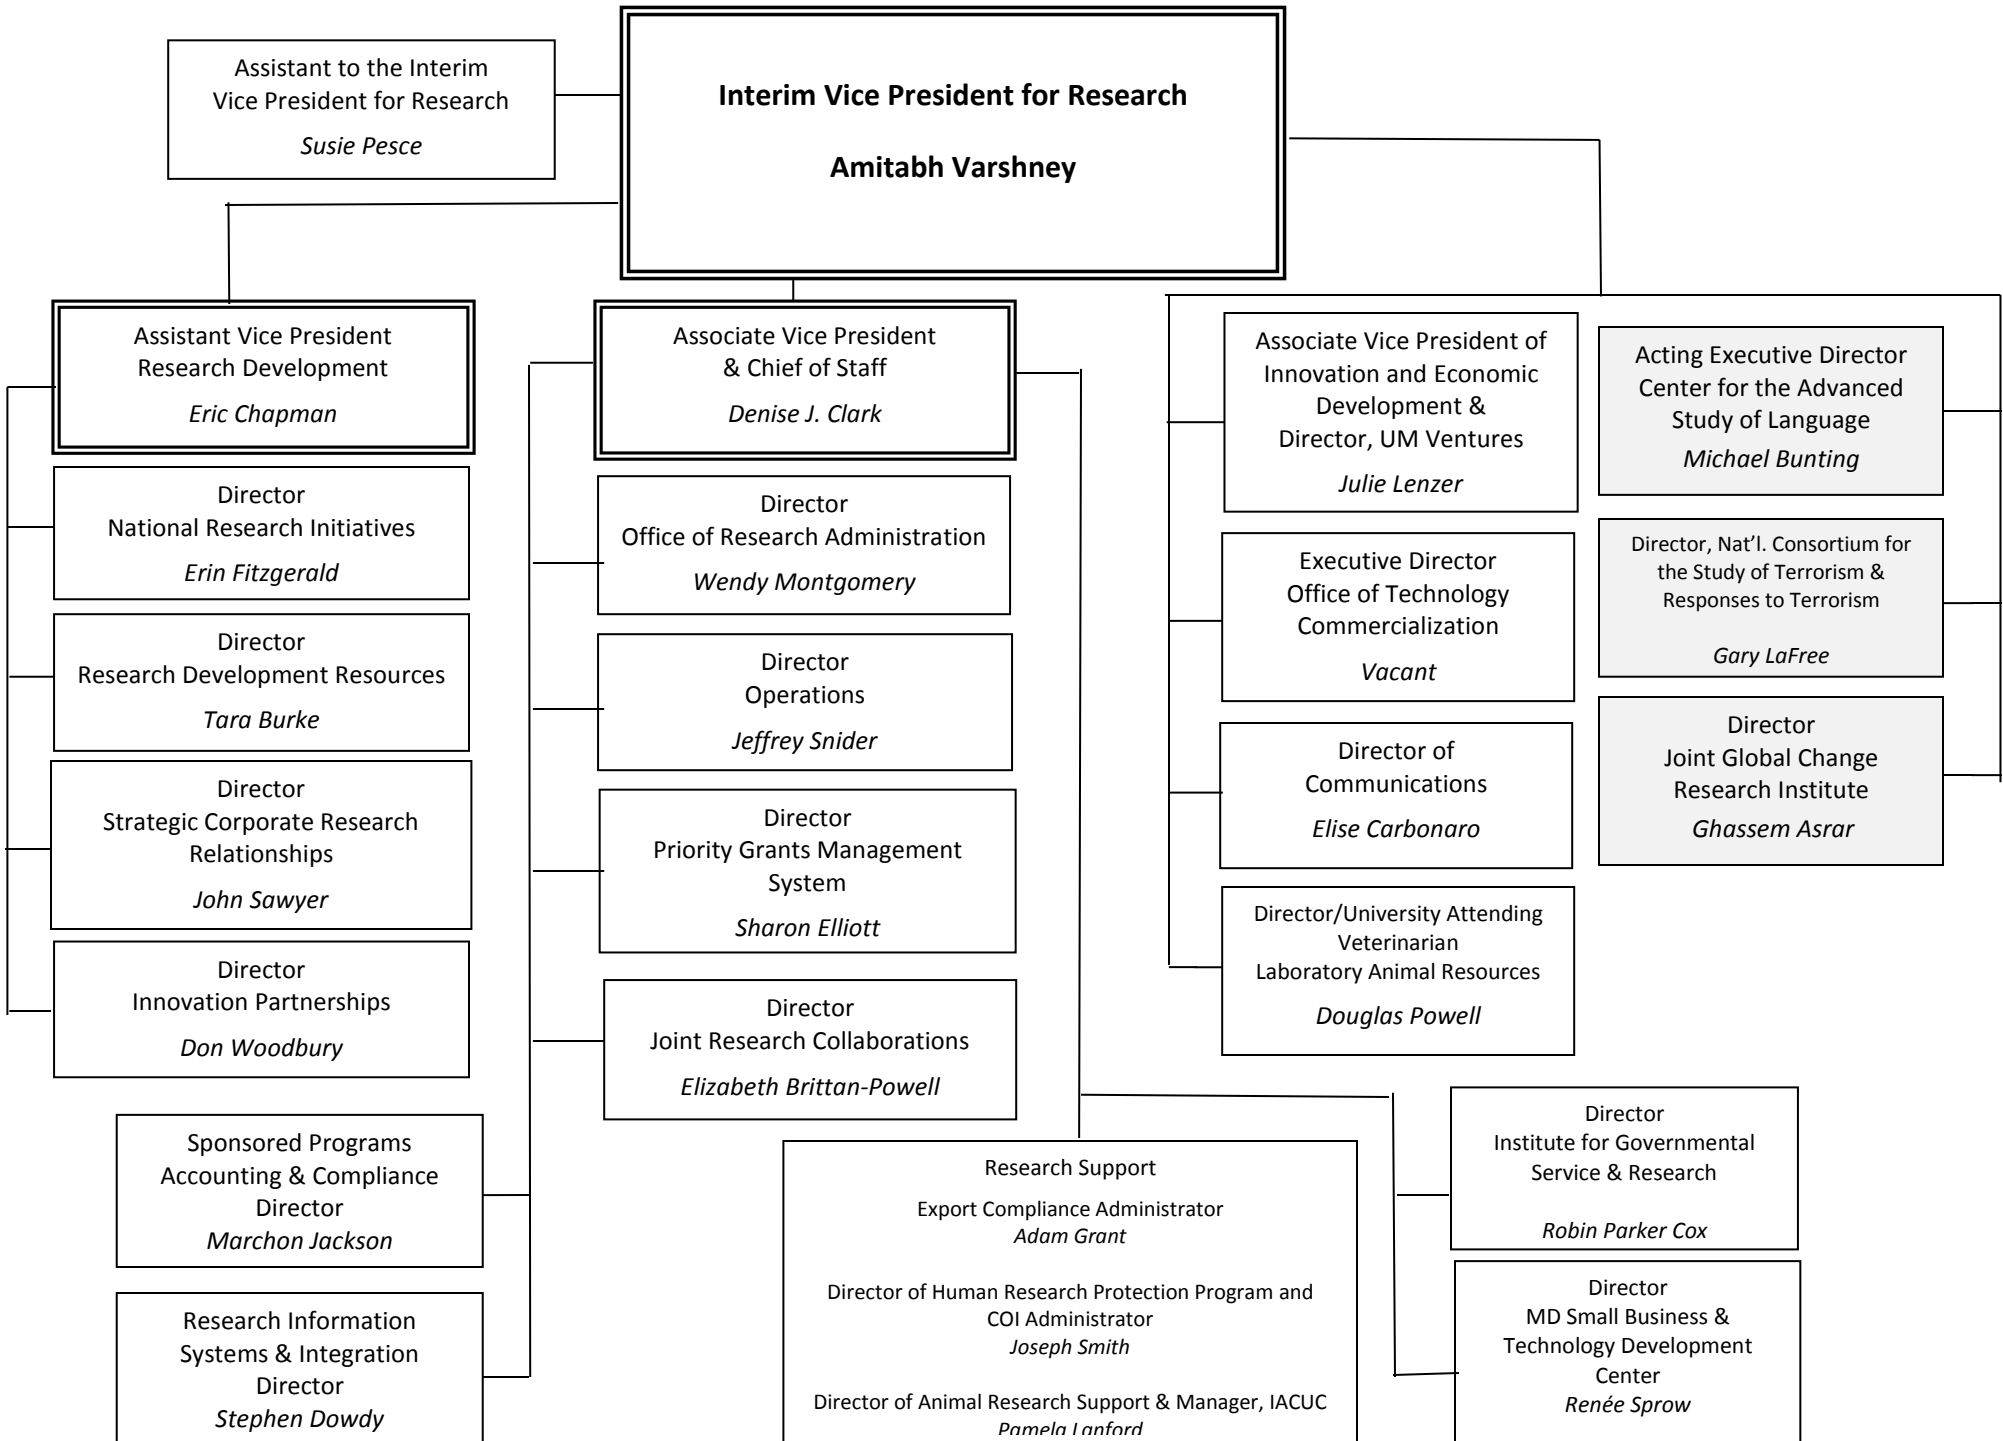 Assistant to the Interim
Vice President for Research
Susie Pesce
Interim Vice President for Research
Amitabh Varshney
Assistant Vice President
Research Development
Eric Chapman
Director
National Research Initiatives
Erin Fitzgerald
Director
Research Development Resources
Tara Burke
Director
Strategic Corporate Research
Relationships
John Sawyer
Director
Innovation Partnerships
Don Woodbury
Sponsored Programs
Accounting & Compliance
Director
Marchon Jackson
Research Information
Systems & Integration
Director
Stephen Dowdy
Associate Vice President
& Chief of Staff
Denise J. Clark
Director
Office of Research Administration
Wendy Montgomery
Director
Operations
Jeffrey Snider
Director
Priority Grants Management
System
Sharon Elliott
Director
Joint Research Collaborations
Elizabeth Brittan-Powell
Research Support
Export Compliance Administrator
Adam Grant
Director of Human Research Protection Program and
COI Administrator
Joseph Smith
Director of Animal Research Support & Manager, IACUC
Pamela Lanford
Associate Vice President of
Innovation and Economic
Development &
Director, UM Ventures
Julie Lenzer
Executive Director
Office of Technology
Commercialization
Vacant
Director of
Communications
Elise Carbonaro
Director/University Attending
Veterinarian
Laboratory Animal Resources
Douglas Powell
Acting Executive Director
Center for the Advanced
Study of Language
Michael Bunting
Director, Nat’l. Consortium for
the Study of Terrorism &
Responses to Terrorism
Gary LaFree
Director
Joint Global Change
Research Institute
Ghassem Asrar
Director
Institute for Governmental
Service & Research
Robin Parker Cox
Director
MD Small Business &
Technology Development
Center
Renée Sprow